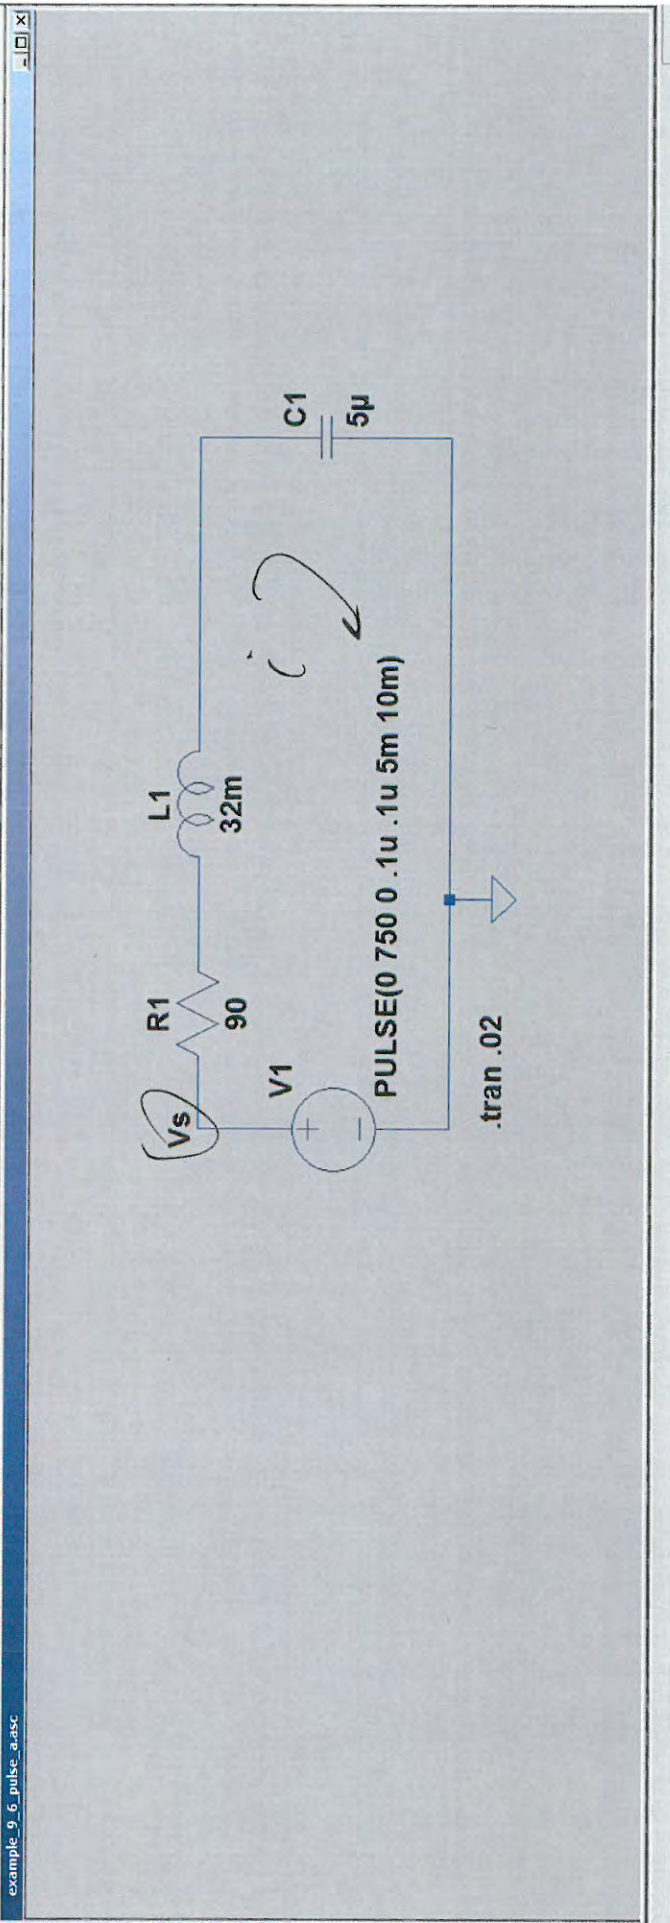 example_9_6_pulse_a.asc
Vs
R1
90
L1
32m
C1
5µ
i
V1
PULSE(0 750 0 .1u .1u 5m 10m)
.tran .02